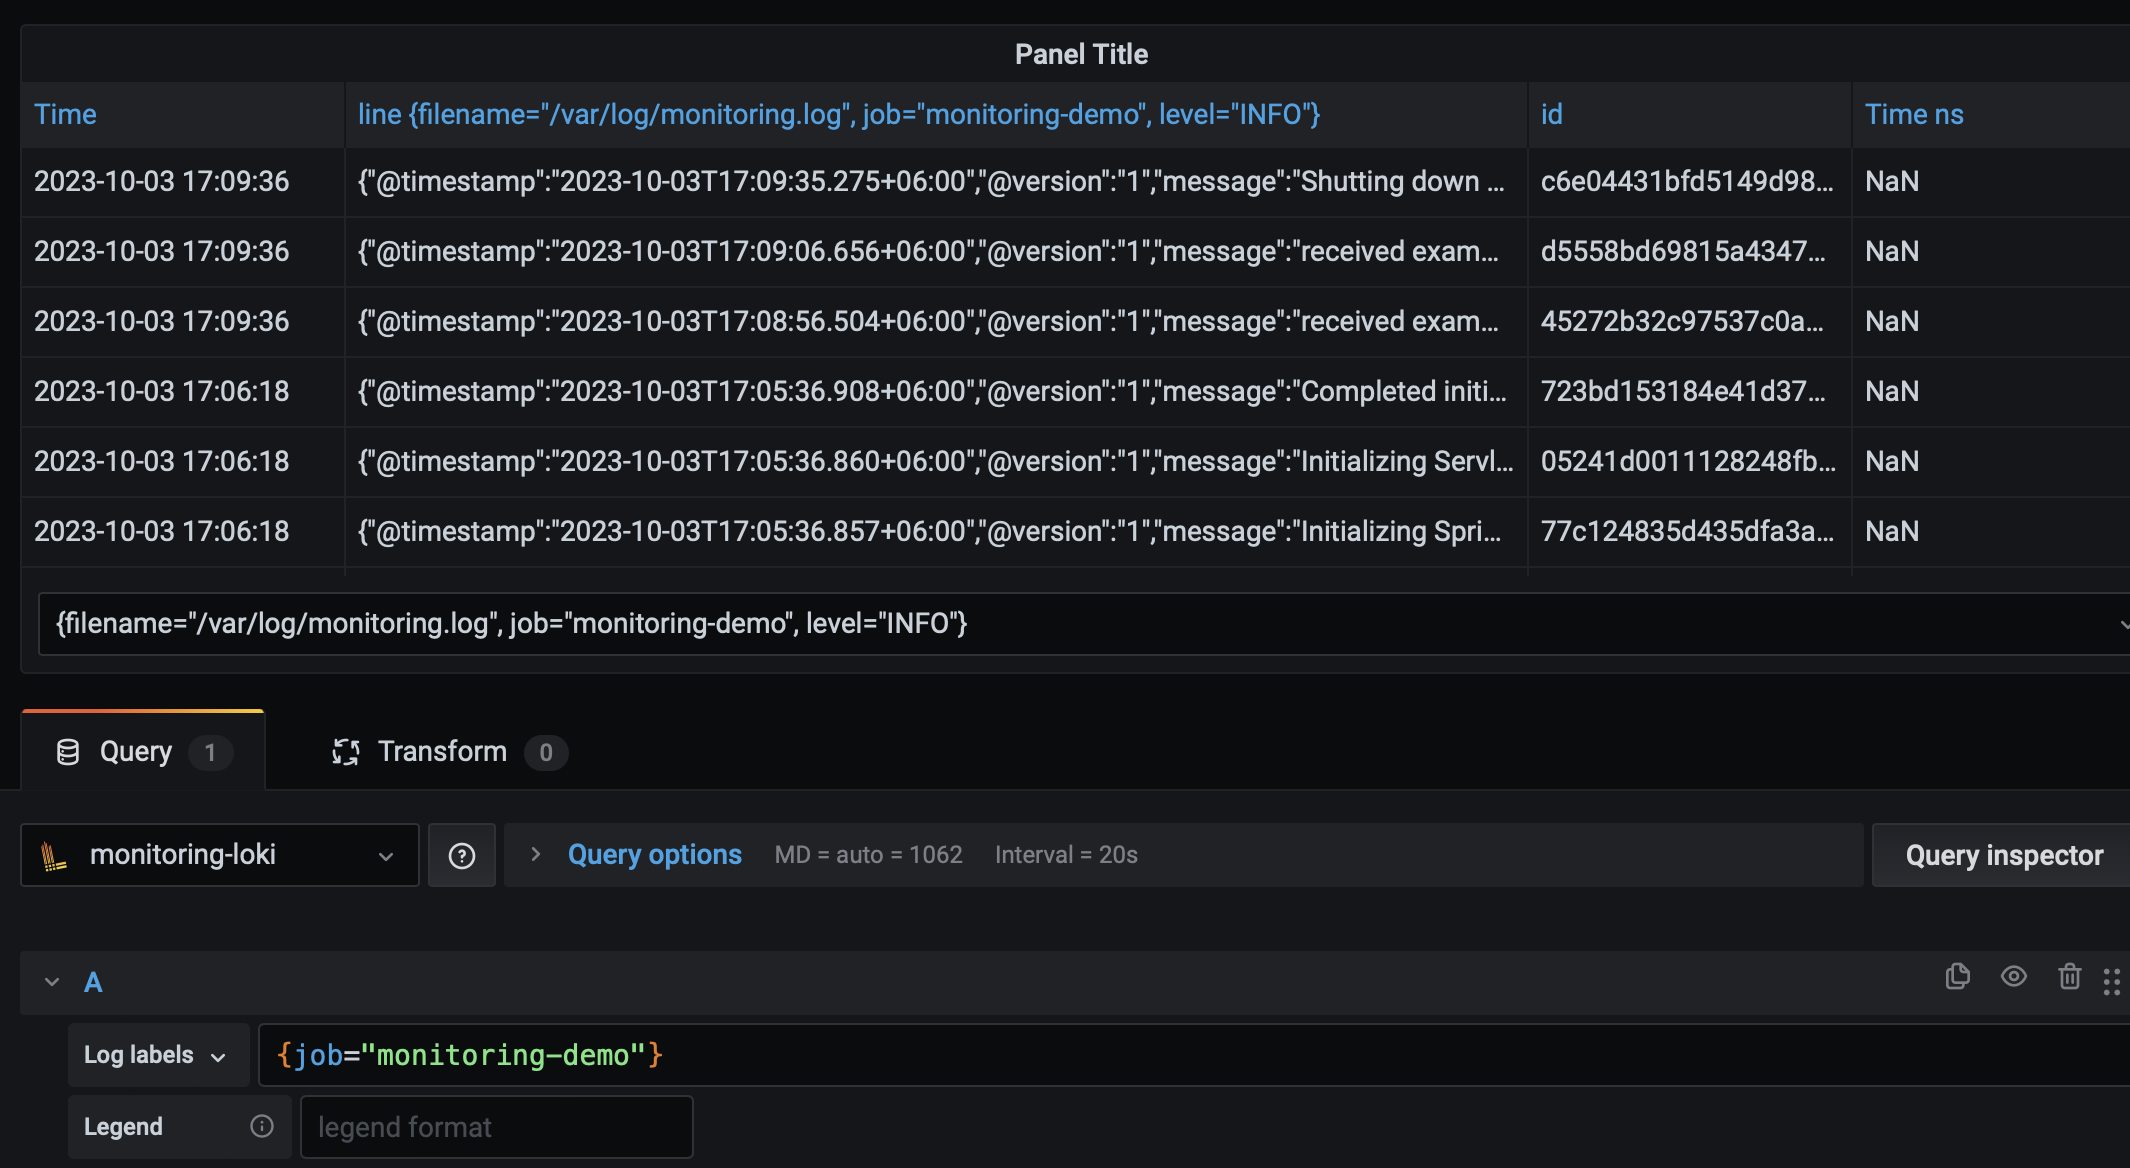 Panel Title
Time line {filename="/var/log/monitoring.log", job="monitoring-demo", level="INFO"} id Time ns
2023-10-03 17:09:36 {"@timestamp":"2023-10-03T17:09:35.275+06:00","@version":"1","message":"Shutting down ... c6e04431bfd5149d98... NaN
2023-10-03 17:09:36 {"@timestamp":"2023-10-03T17:09:06.656+06:00","@version":"1","message":"received exam... d5558bd69815a4347... NaN
2023-10-03 17:09:36 {"@timestamp":"2023-10-03T17:08:56.504+06:00","@version":"1","message":"received exam... 45272b32c97537c0a... NaN
2023-10-03 17:06:18 {"@timestamp":"2023-10-03T17:05:36.908+06:00","@version":"1","message":"Completed initi... 723bd153184e41d37... NaN
2023-10-03 17:06:18 {"@timestamp":"2023-10-03T17:05:36.860+06:00","@version":"1","message":"Initializing Servl... 05241d0011128248fb... NaN
2023-10-03 17:06:18 {"@timestamp":"2023-10-03T17:05:36.857+06:00","@version":"1","message":"Initializing Spri... 77c124835d435dfa3a... NaN
{filename="/var/log/monitoring.log", job="monitoring-demo", level="INFO"}
Query 1 Transform 0
monitoring-loki Query options MD = auto = 1062 Interval = 20s Query inspector
A
Log labels {job="monitoring-demo"}
Legend legend format